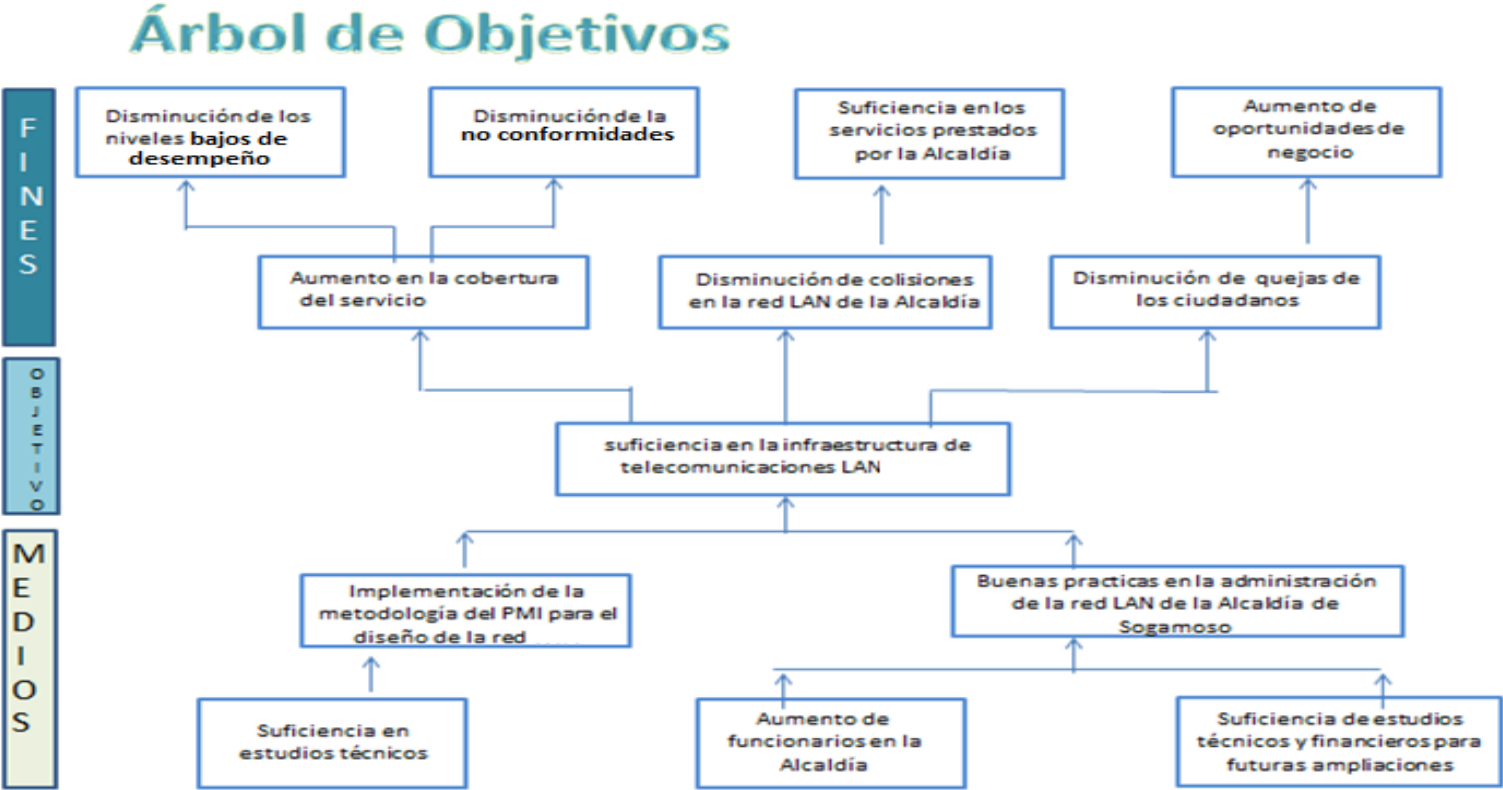 Árbol de Objetivos
FINES
Disminución de los
niveles bajos de
desempeño
Disminución de la
no conformidades
Suficiencia en los
servicios prestados
por la Alcaldía
Aumento de
oportunidades de
negocio
Aumento en la cobertura
del servicio
Disminución de colisiones
en la red LAN de la Alcaldía
Disminución de quejas de
los ciudadanos
OBJETIVO
suficiencia en la infraestructura de
telecomunicaciones LAN
MEDIOS
Implementación de la
metodología del PMI para el
diseño de la red
Buenas practicas en la administración
de la red LAN de la Alcaldía de
Sogamoso
Suficiencia en
estudios técnicos
Aumento de
funcionarios en la
Alcaldía
Suficiencia de estudios
técnicos y financieros para
futuras ampliaciones